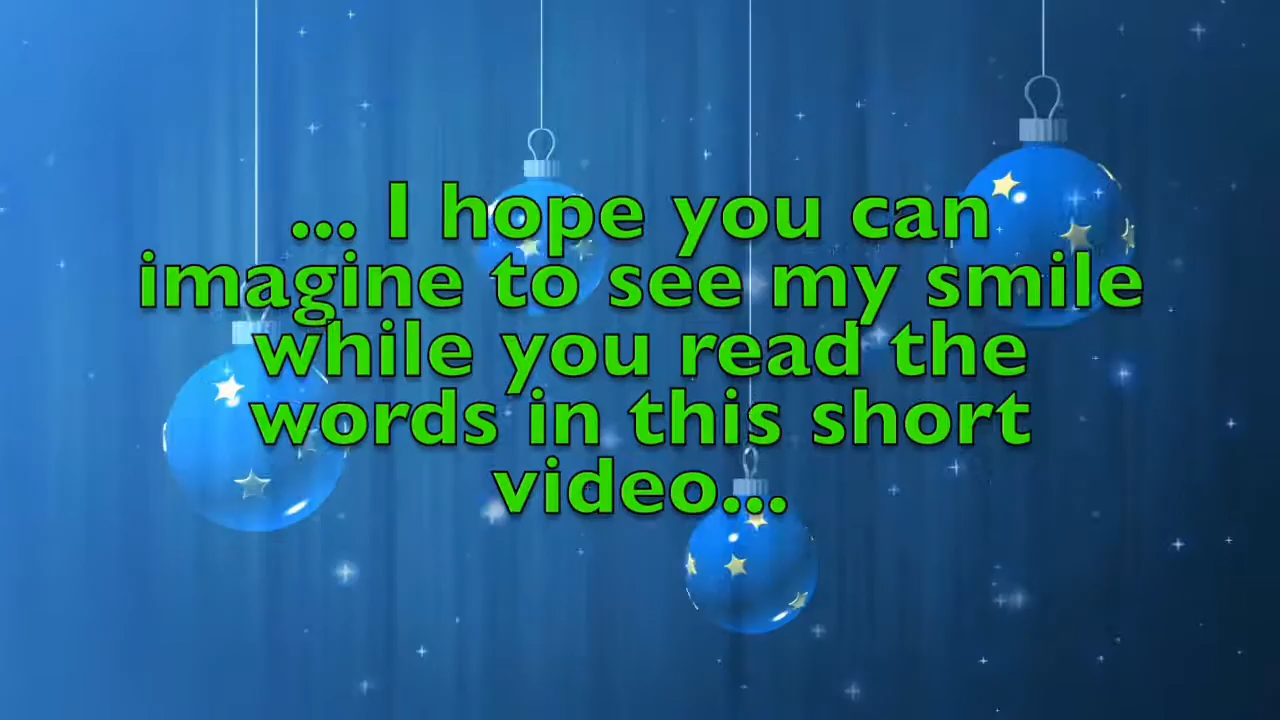 ... I hope you can
imagine to see my smile
while you read the
words in this short
video...